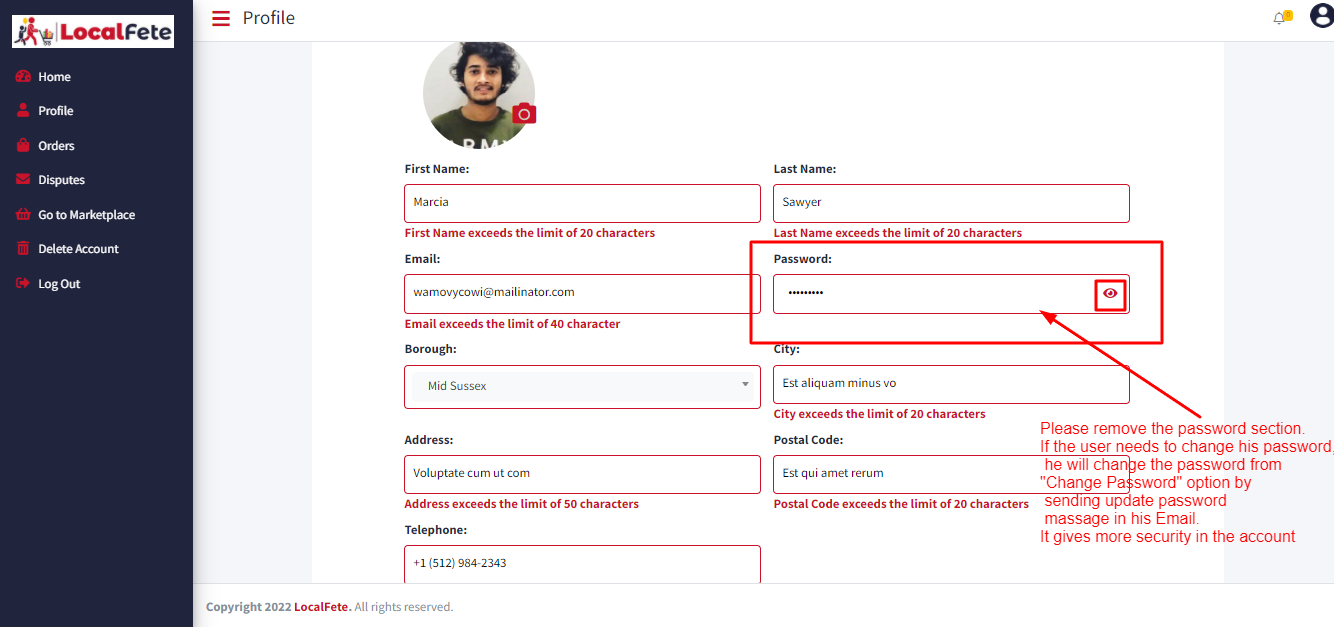 LocalFete
Profile
Home
Profile
Orders
Disputes
Go to Marketplace
Delete Account
Log Out
First Name:
Last Name:
Marcia
Sawyer
First Name exceeds the limit of 20 characters
Last Name exceeds the limit of 20 characters
Email:
Password:
wamovycowi@mailinator.com
•••••••••
Email exceeds the limit of 40 character
Borough:
City:
Mid Sussex
Est aliquam minus vo
City exceeds the limit of 20 characters
Address:
Postal Code:
Voluptate cum ut com
Est qui amet rerum
Address exceeds the limit of 50 characters
Postal Code exceeds the limit of 20 characters
Telephone:
+1 (512) 984-2343
Please remove the password section.
If the user needs to change his password,
he will change the password from
"Change Password" option by
sending update password
massage in his Email.
It gives more security in the account
Copyright 2022 LocalFete. All rights reserved.